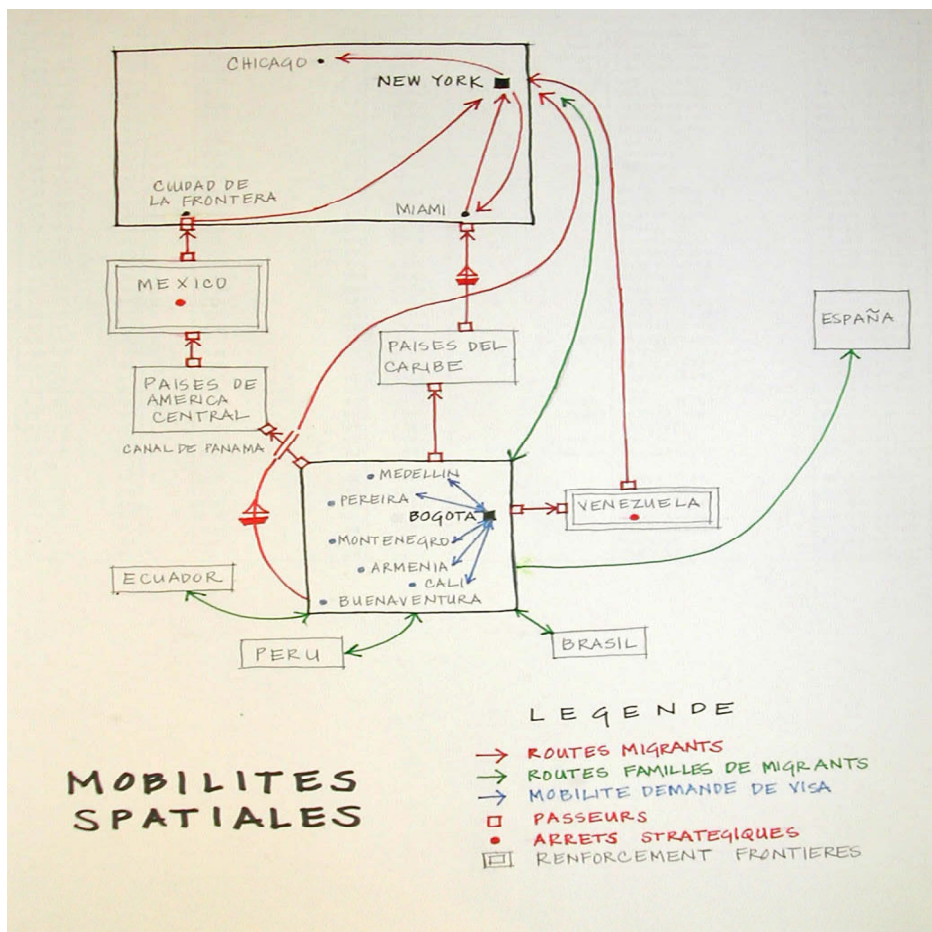 CHICAGO
NEW YORK
CIUDAD DE
LA FRONTERA
MIAMI
MEXICO
ESPAÑA
PAISES DEL
CARIBE
PAISES DE
AMERICA
CENTRAL
CANAL DE PANAMA
MEDELLIN
PEREIRA
BOGOTA
VENEZUELA
MONTENEGRO
ARMENIA
CALI
BUENAVENTURA
ECUADOR
PERU
BRASIL
LEGENDE
ROUTES MIGRANTS
ROUTES FAMILLES DE MIGRANTS
MOBILITE DEMANDE DE VISA
PASSEURS
ARRETS STRATEGIQUES
RENFORCEMENT FRONTIERES
MOBILITES
SPATIALES